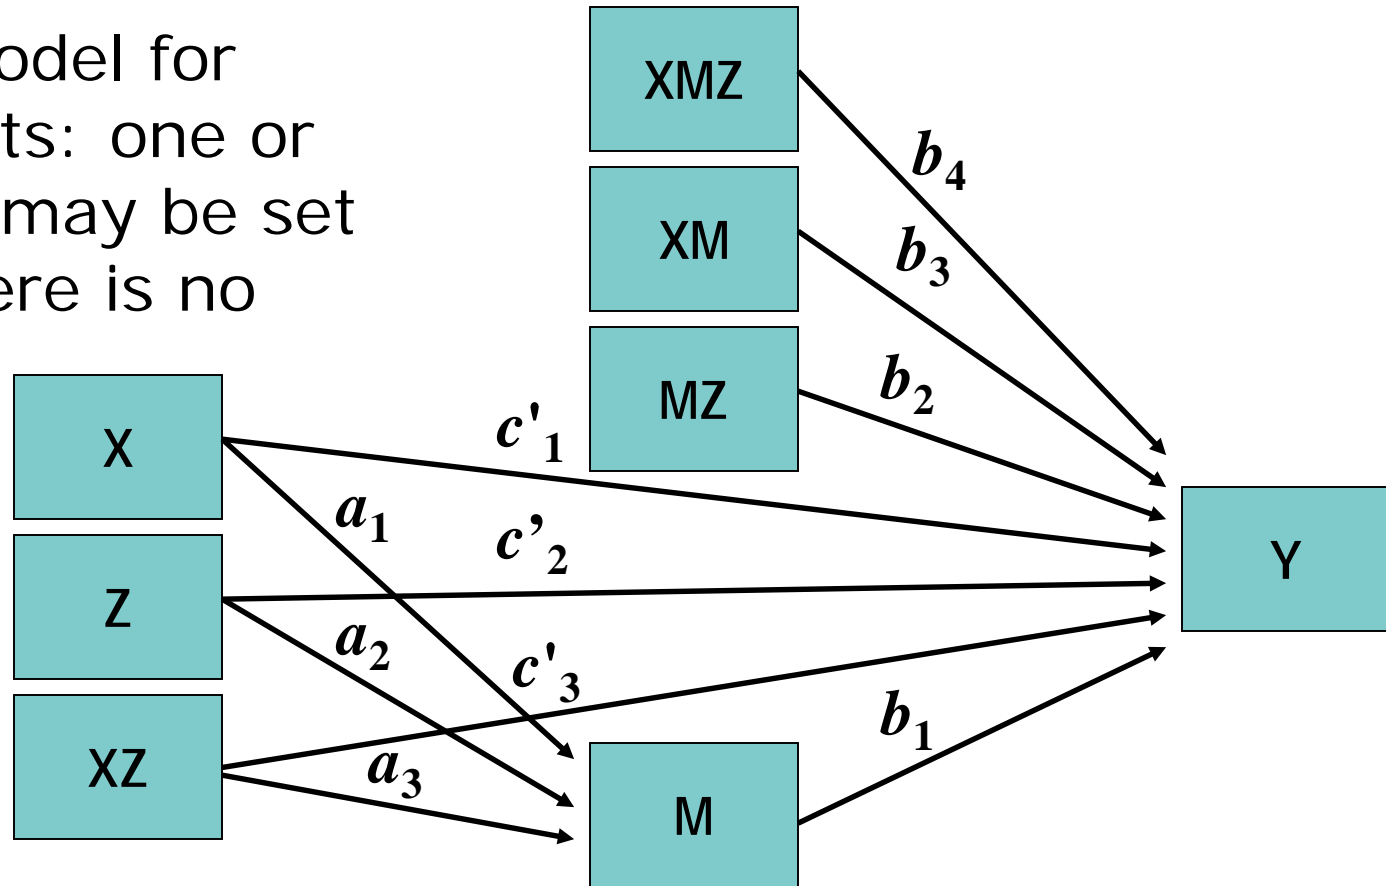 odel for
ts: one or
may be set
ere is no
XMZ
XM
MZ
X
Z
XZ
M
Y
b4
b3
b2
c'1
a1
c’2
a2
c'3
a3
b1